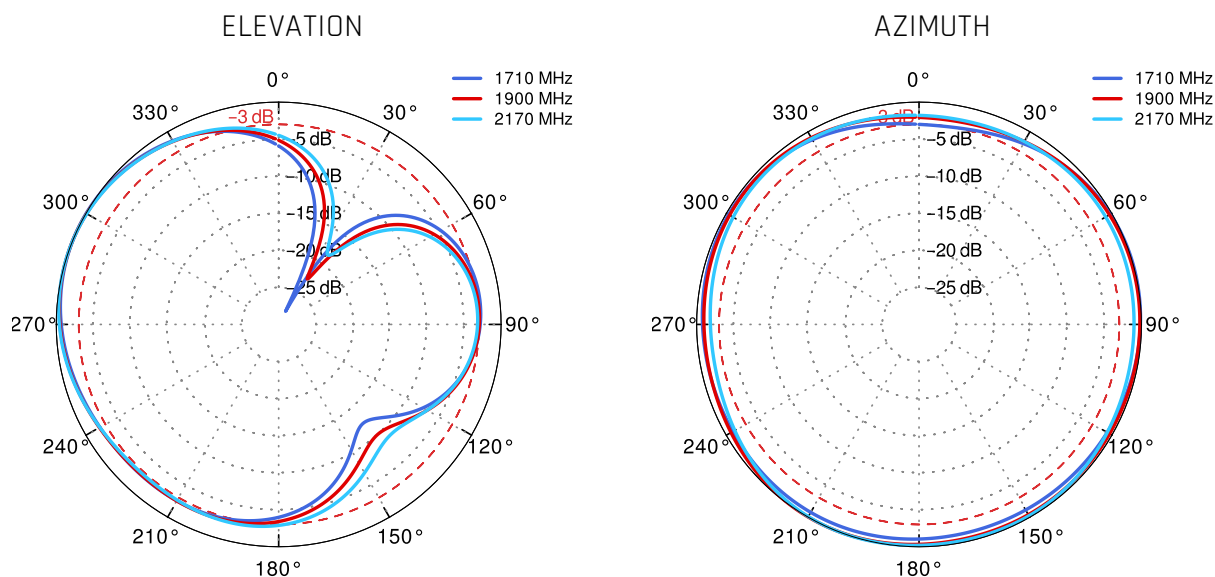 ELEVATION
0°
1710 MHz
1900 MHz
2170 MHz
330°
30°
−3 dB
−5 dB
−10 dB
−15 dB
−20 dB
−25 dB
300°
60°
270°
90°
240°
120°
210°
150°
180°
AZIMUTH
0°
1710 MHz
1900 MHz
2170 MHz
330°
30°
−3 dB
−5 dB
−10 dB
−15 dB
−20 dB
−25 dB
300°
60°
270°
90°
240°
120°
210°
150°
180°